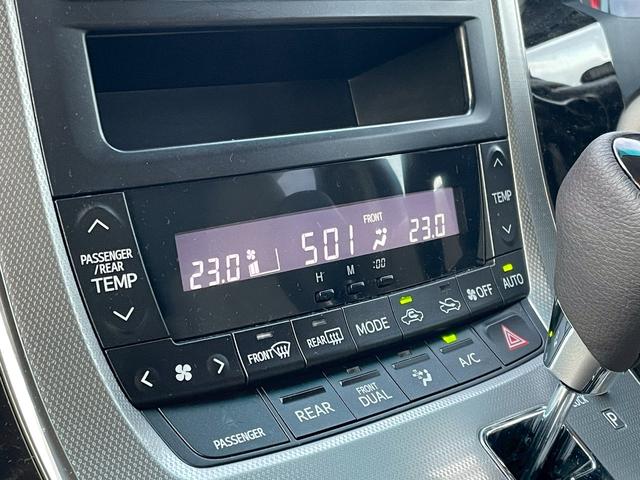 FRONT
23.0 5:01 23.0
H M :00
PASSENGER
/REAR
TEMP
TEMP
FRONT REAR MODE OFF AUTO
PASSENGER REAR FRONT
DUAL A/C
P